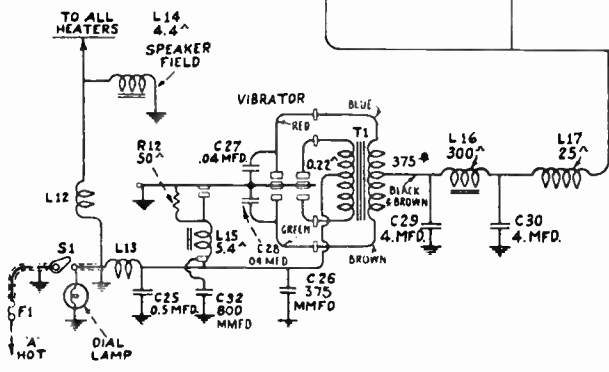 TO ALL
HEATERS
L14
4.4^
SPEAKER
FIELD
VIBRATOR
BLUE
RED
R12
50^
C27
.04 MFD.
0.22^
T1
375
L16
300^
L17
25^
BLACK
& BROWN
L12
C29
4. MFD.
C30
4. MFD.
S1
L13
L15
5.4^
C28
.04 MFD
GREEN
BROWN
F1
"A"
HOT
DIAL
LAMP
C25
0.5 MFD.
C32
800
MMFD
C26
375
MMFD